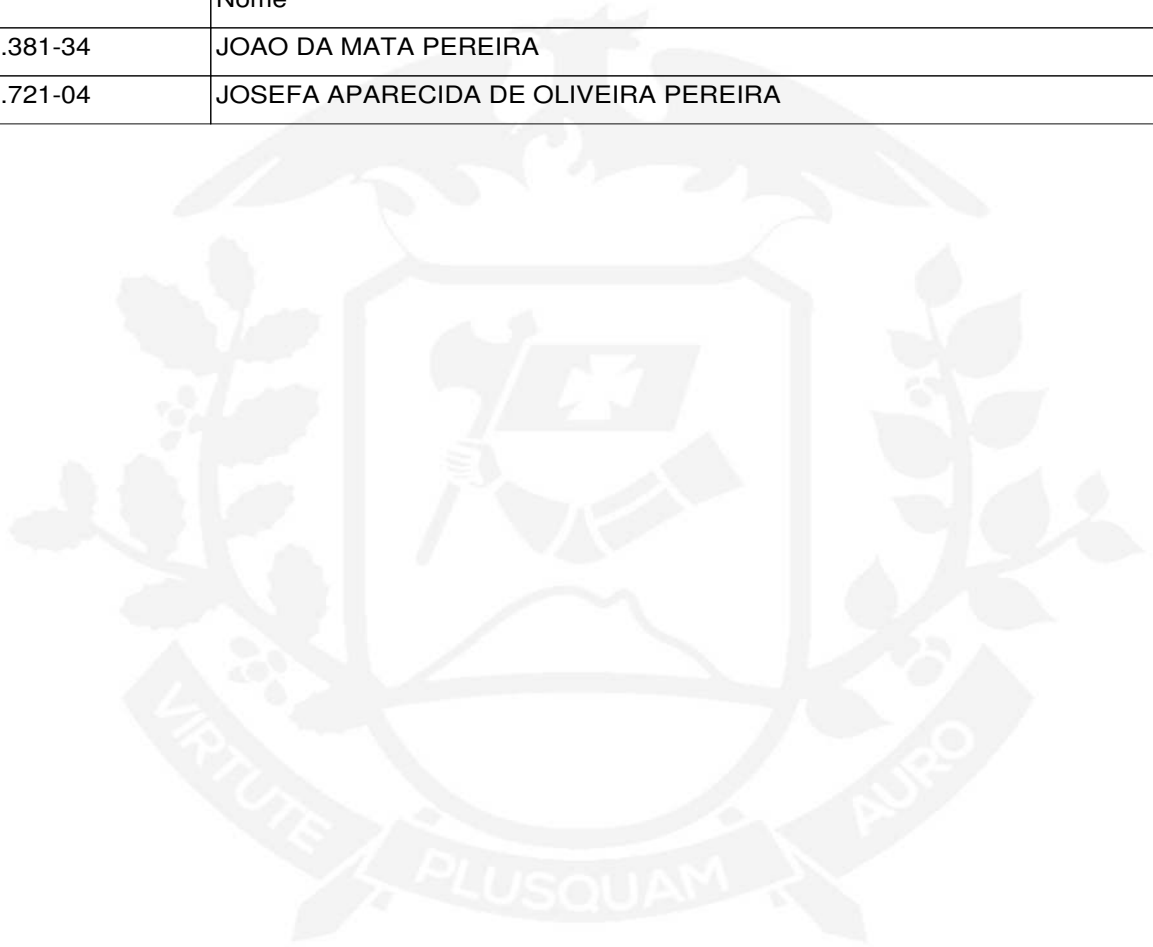 Nome
.381-34 JOAO DA MATA PEREIRA
.721-04 JOSEFA APARECIDA DE OLIVEIRA PEREIRA
VIRTUTE PLUSQUAM AURO